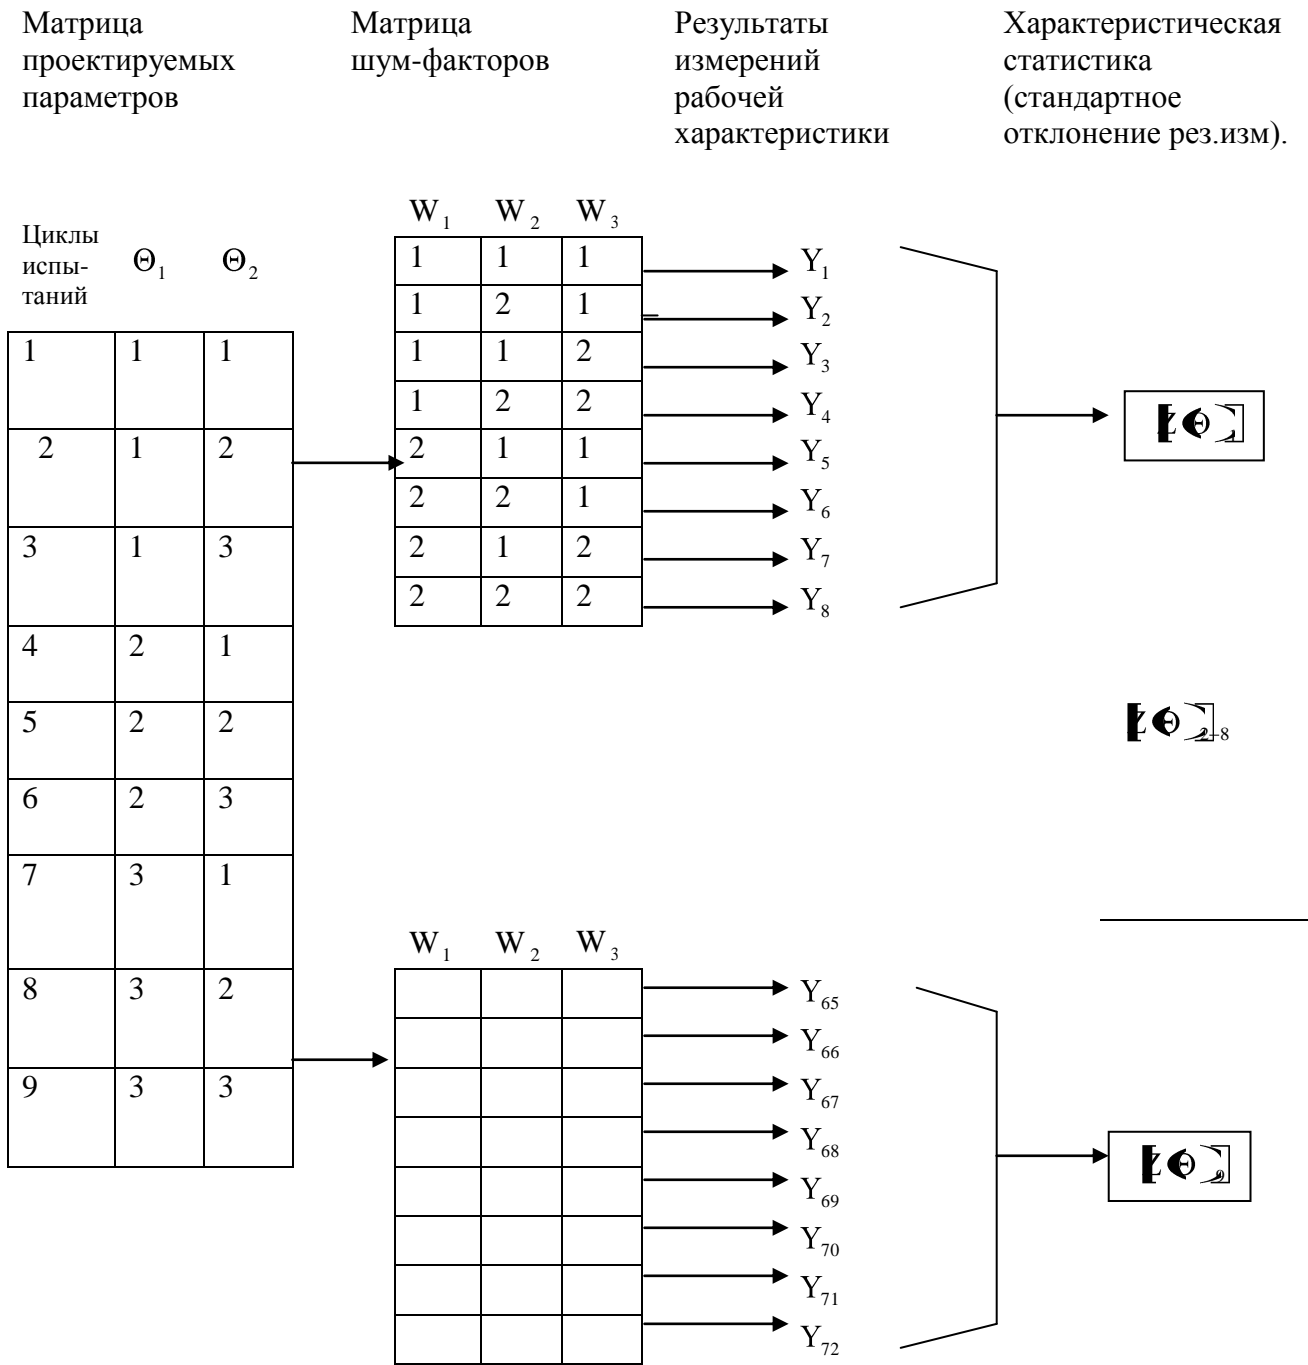 Матрица
проектируемых
параметров
Матрица
шум-факторов
Результаты
измерений
рабочей
характеристики
Характеристическая
статистика
(стандартное
отклонение рез.изм).
Циклы
испы-
таний
Θ1 Θ2
1 1 1
2 1 2
3 1 3
4 2 1
5 2 2
6 2 3
7 3 1
8 3 2
9 3 3
W1 W2 W3
1 1 1
1 2 1
1 1 2
1 2 2
2 1 1
2 2 1
2 1 2
2 2 2
Y1
Y2
Y3
Y4
Y5
Y6
Y7
Y8
[Z(Θ)]1
[Z(Θ)]2–8
W1 W2 W3
Y65
Y66
Y67
Y68
Y69
Y70
Y71
Y72
[Z(Θ)]9